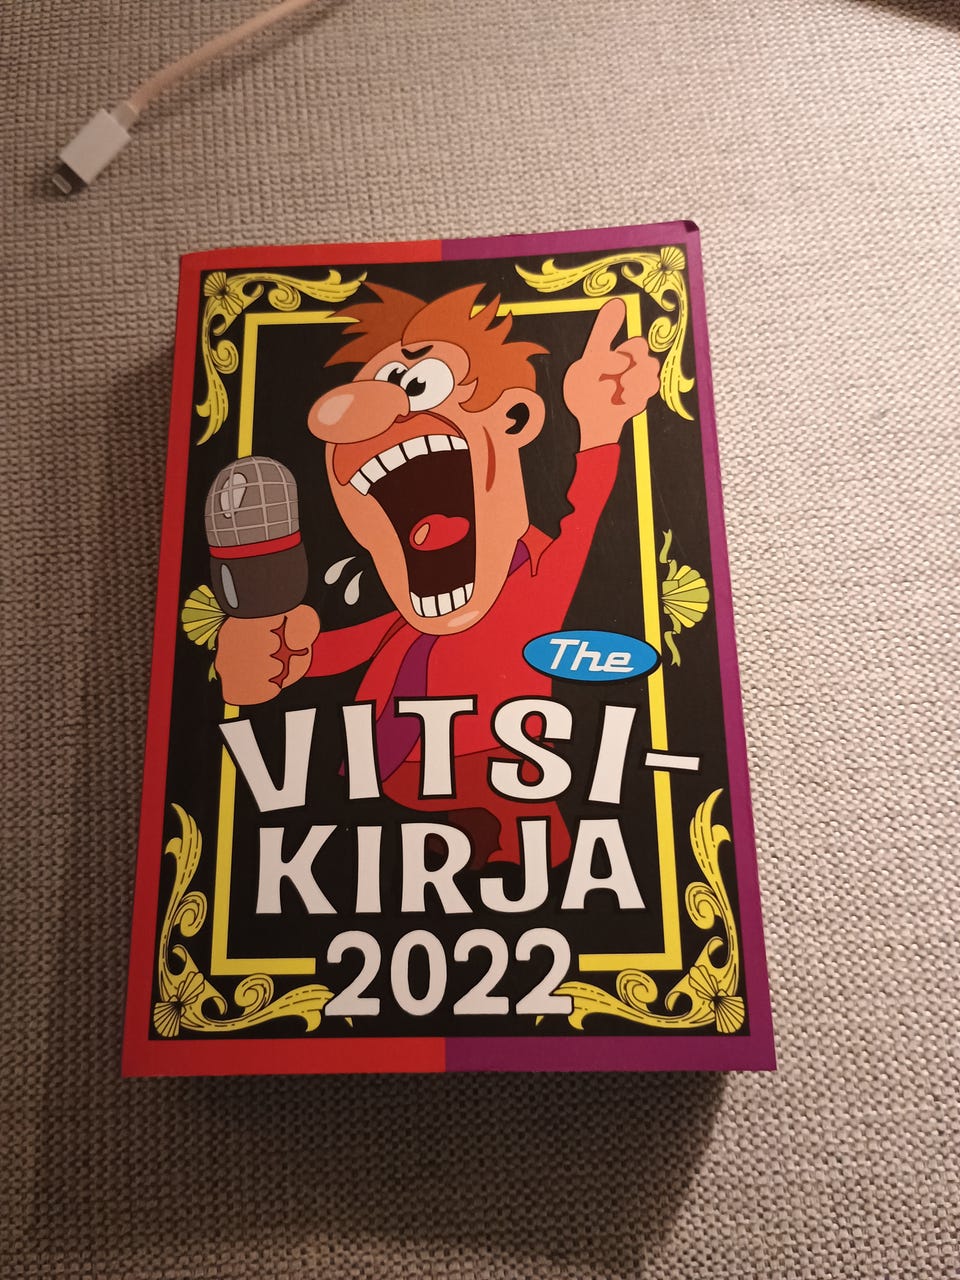 The
VITSI-
KIRJA
2022